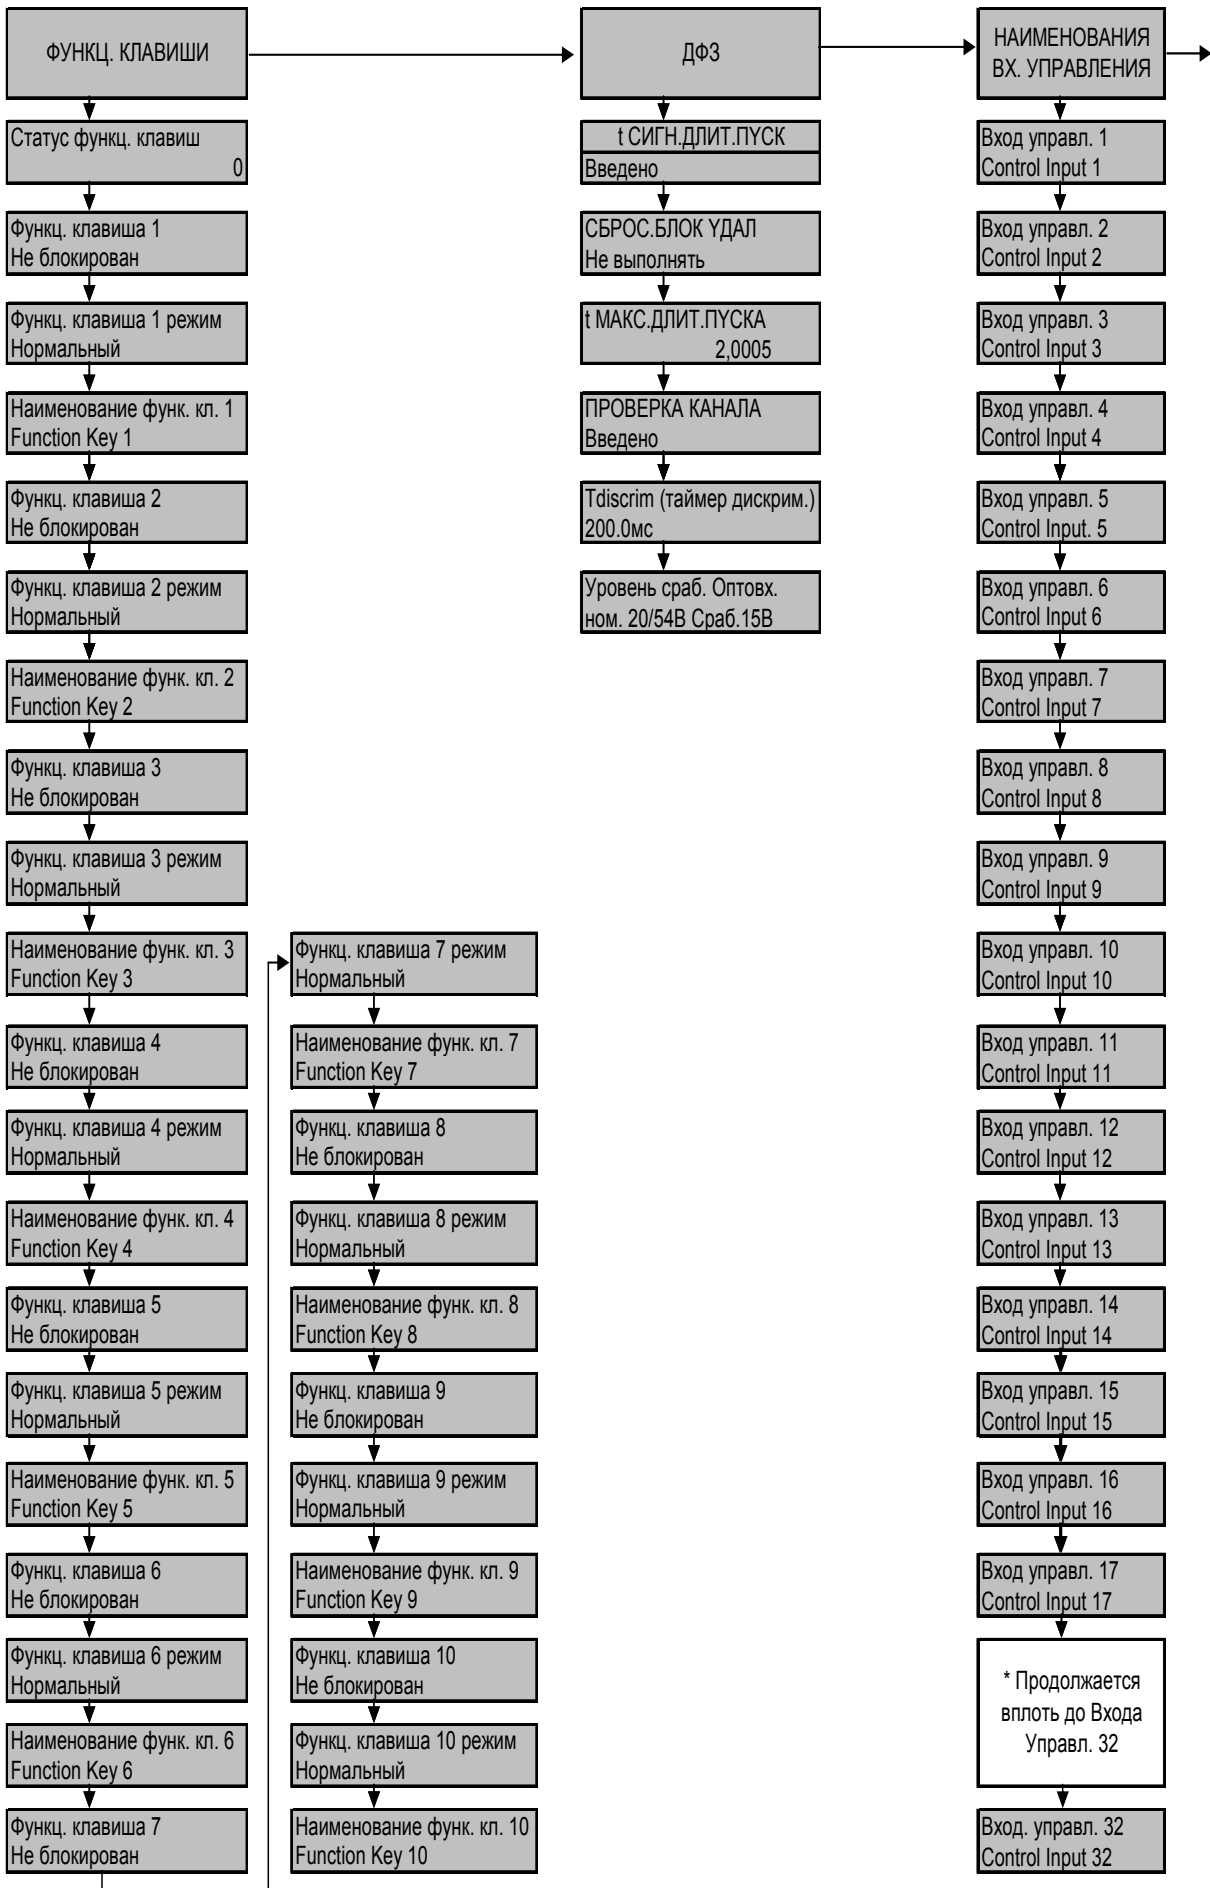 ФУНКЦ. КЛАВИШИ
Статус функц. клавиш
0
Функц. клавиша 1
Не блокирован
Функц. клавиша 1 режим
Нормальный
Наименование функ. кл. 1
Function Key 1
Функц. клавиша 2
Не блокирован
Функц. клавиша 2 режим
Нормальный
Наименование функ. кл. 2
Function Key 2
Функц. клавиша 3
Не блокирован
Функц. клавиша 3 режим
Нормальный
Наименование функ. кл. 3
Function Key 3
Функц. клавиша 4
Не блокирован
Функц. клавиша 4 режим
Нормальный
Наименование функ. кл. 4
Function Key 4
Функц. клавиша 5
Не блокирован
Функц. клавиша 5 режим
Нормальный
Наименование функ. кл. 5
Function Key 5
Функц. клавиша 6
Не блокирован
Функц. клавиша 6 режим
Нормальный
Наименование функ. кл. 6
Function Key 6
Функц. клавиша 7
Не блокирован
Функц. клавиша 7 режим
Нормальный
Наименование функ. кл. 7
Function Key 7
Функц. клавиша 8
Не блокирован
Функц. клавиша 8 режим
Нормальный
Наименование функ. кл. 8
Function Key 8
Функц. клавиша 9
Не блокирован
Функц. клавиша 9 режим
Нормальный
Наименование функ. кл. 9
Function Key 9
Функц. клавиша 10
Не блокирован
Функц. клавиша 10 режим
Нормальный
Наименование функ. кл. 10
Function Key 10
ДФЗ
t СИГН.ДЛИТ.ПYСК
Введено
СБРОС.БЛОК YДАЛ
Не выполнять
t МАКС.ДЛИТ.ПYСКА
2,0005
ПРОВЕРКА КАНАЛА
Введено
Tdiscrim (таймер дискрим.)
200.0мс
Уровень сраб. Оптовх.
ном. 20/54В Сраб.15В
НАИМЕНОВАНИЯ
ВХ. УПРАВЛЕНИЯ
Вход управл. 1
Control Input 1
Вход управл. 2
Control Input 2
Вход управл. 3
Control Input 3
Вход управл. 4
Control Input 4
Вход управл. 5
Control Input. 5
Вход управл. 6
Control Input 6
Вход управл. 7
Control Input 7
Вход управл. 8
Control Input 8
Вход управл. 9
Control Input 9
Вход управл. 10
Control Input 10
Вход управл. 11
Control Input 11
Вход управл. 12
Control Input 12
Вход управл. 13
Control Input 13
Вход управл. 14
Control Input 14
Вход управл. 15
Control Input 15
Вход управл. 16
Control Input 16
Вход управл. 17
Control Input 17
* Продолжается
вплоть до Входа
Управл. 32
Вход. управл. 32
Control Input 32